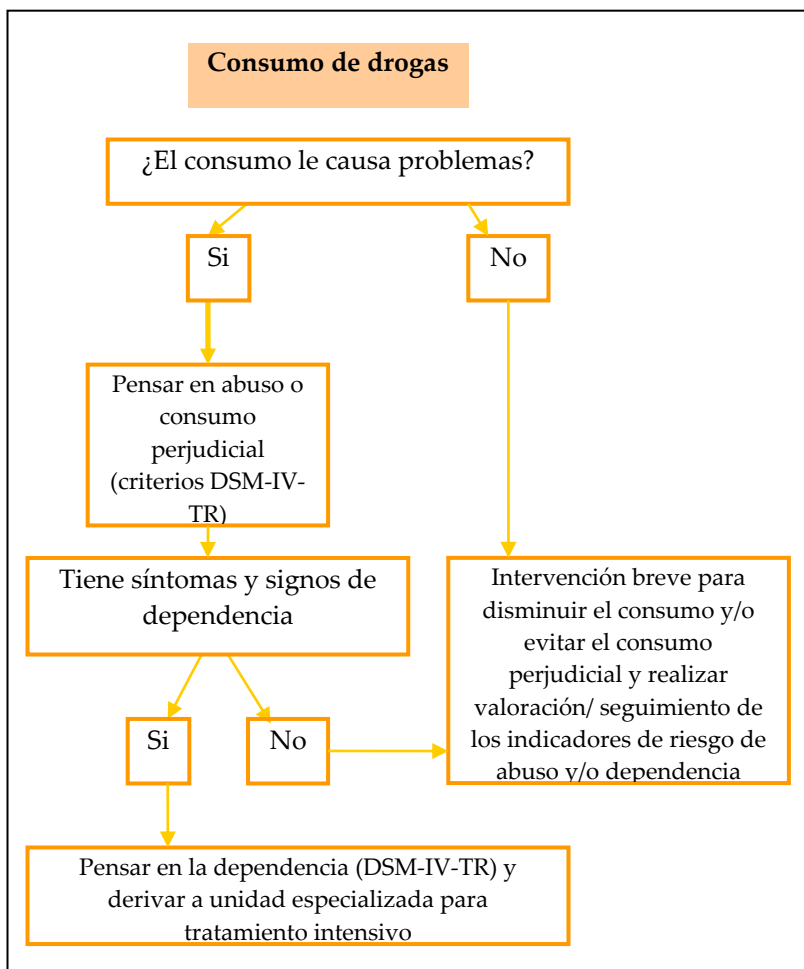 Consumo de drogas
¿El consumo le causa problemas?
Si
No
Pensar en abuso o
consumo
perjudicial
(criterios DSM-IV-
TR)
Tiene síntomas y signos de
dependencia
Intervención breve para
disminuir el consumo y/o
evitar el consumo
perjudicial y realizar
valoración/ seguimiento de
los indicadores de riesgo de
abuso y/o dependencia
Si
No
Pensar en la dependencia (DSM-IV-TR) y
derivar a unidad especializada para
tratamiento intensivo